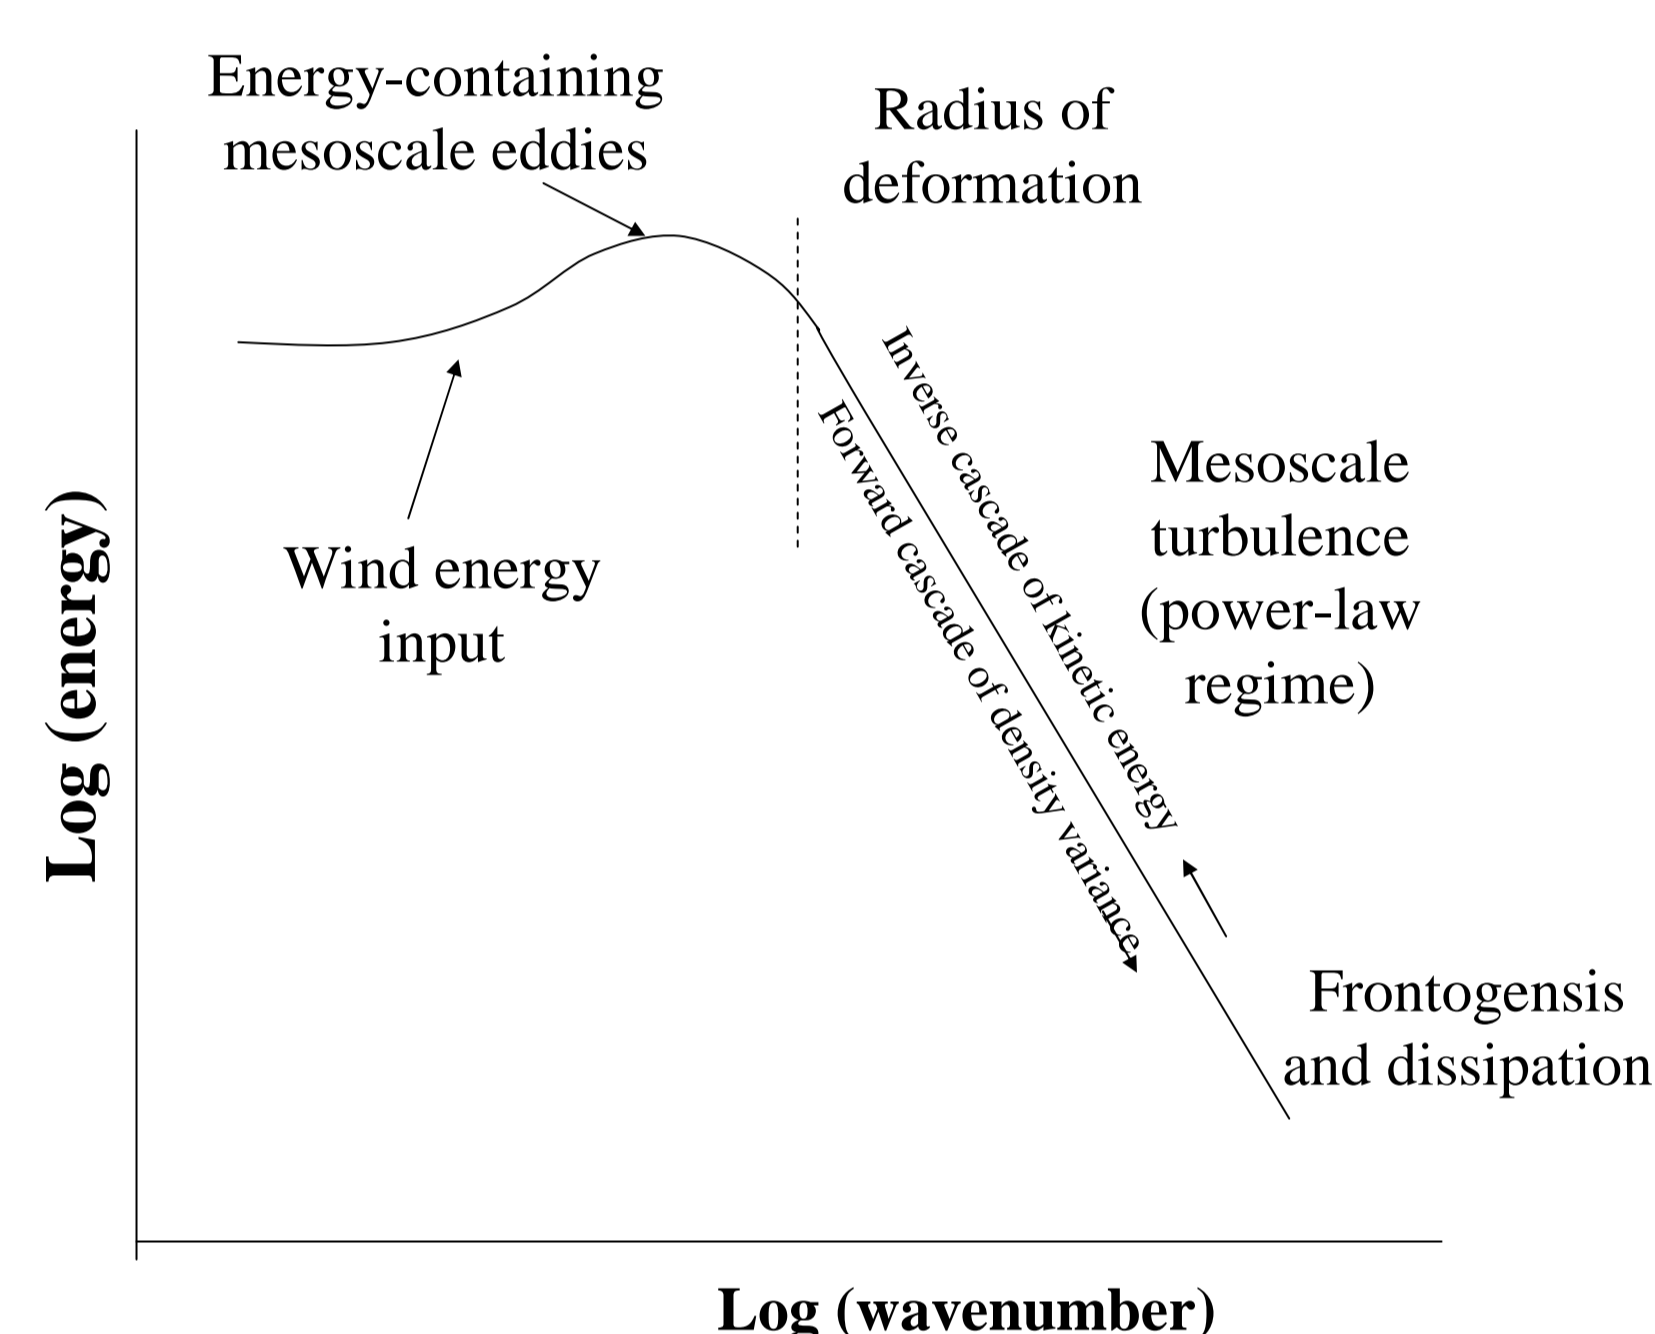 Energy-containing
mesoscale eddies
Radius of
deformation
Inverse cascade of kinetic energy
Forward cascade of density variance
Mesoscale
turbulence
(power-law
regime)
Wind energy
input
Log (energy)
Frontogensis
and dissipation
Log (wavenumber)